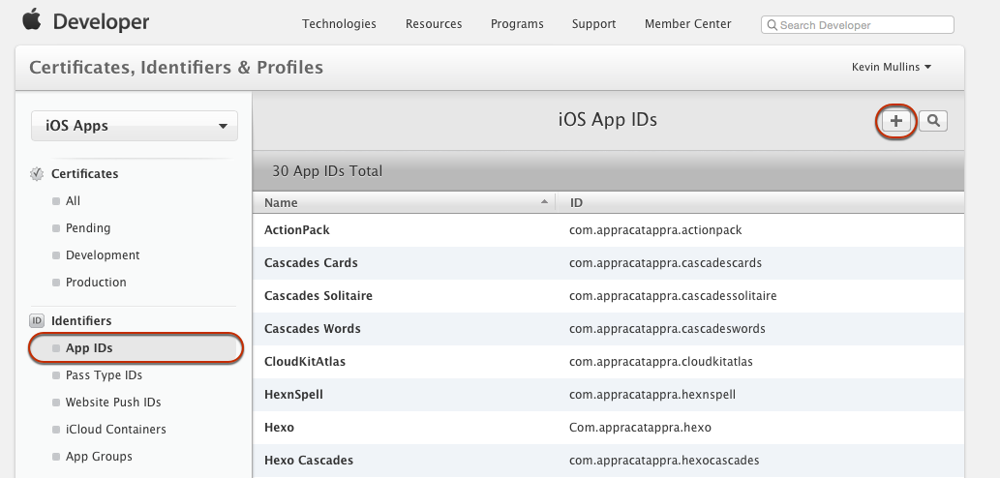 Developer
Technologies Resources Programs Support Member Center Search Developer
Certificates, Identifiers & Profiles
Kevin Mullins
iOS Apps
iOS App IDs
30 App IDs Total
Certificates
All
Pending
Development
Production
ID Identifiers
App IDs
Pass Type IDs
Website Push IDs
iCloud Containers
App Groups
Name ID
ActionPack com.appracatappra.actionpack
Cascades Cards com.appracatappra.cascadescards
Cascades Solitaire com.appracatappra.cascadessolitaire
Cascades Words com.appracatappra.cascadeswords
CloudKitAtlas com.appracatappra.cloudkitatlas
HexnSpell com.appracatappra.hexnspell
Hexo Com.appracatappra.hexo
Hexo Cascades com.appracatappra.hexocascades